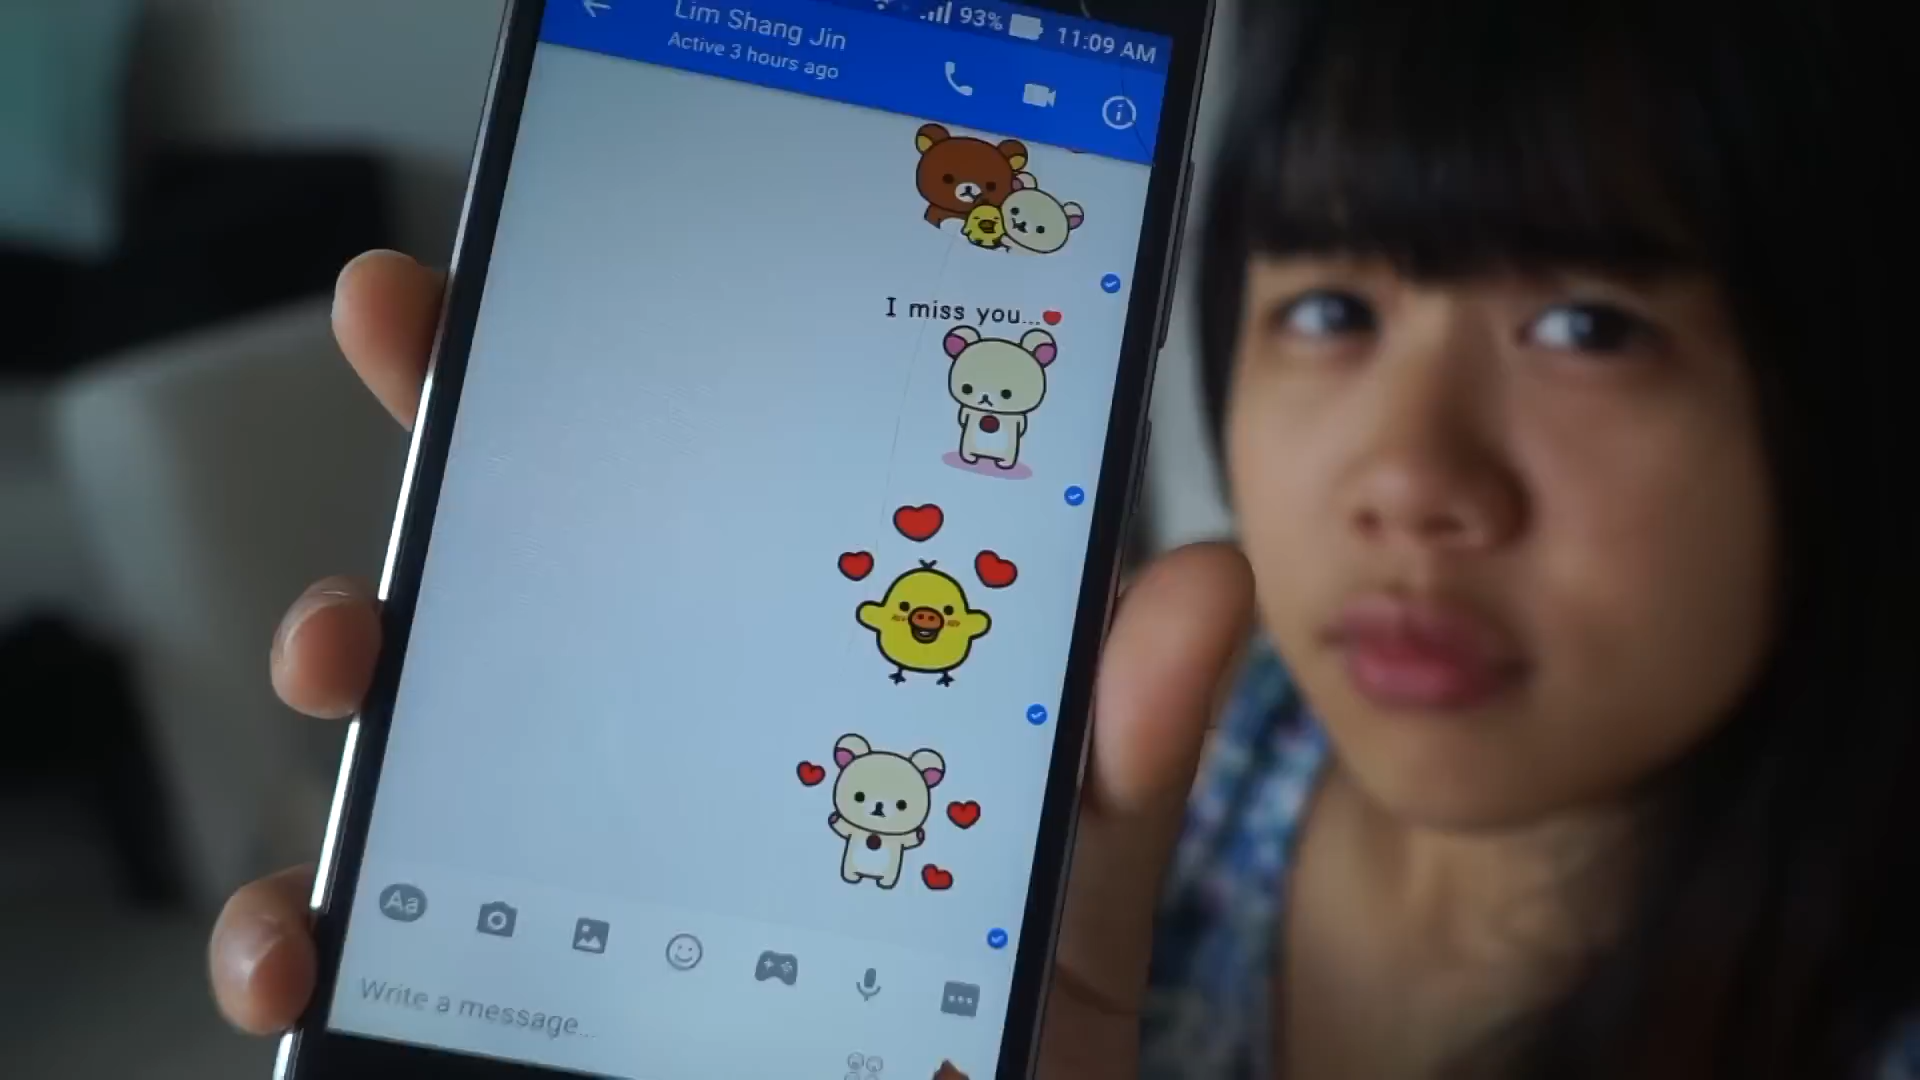 93% 11:09 AM
Lim Shang Jin
Active 3 hours ago
I miss you...
Aa
Write a message...